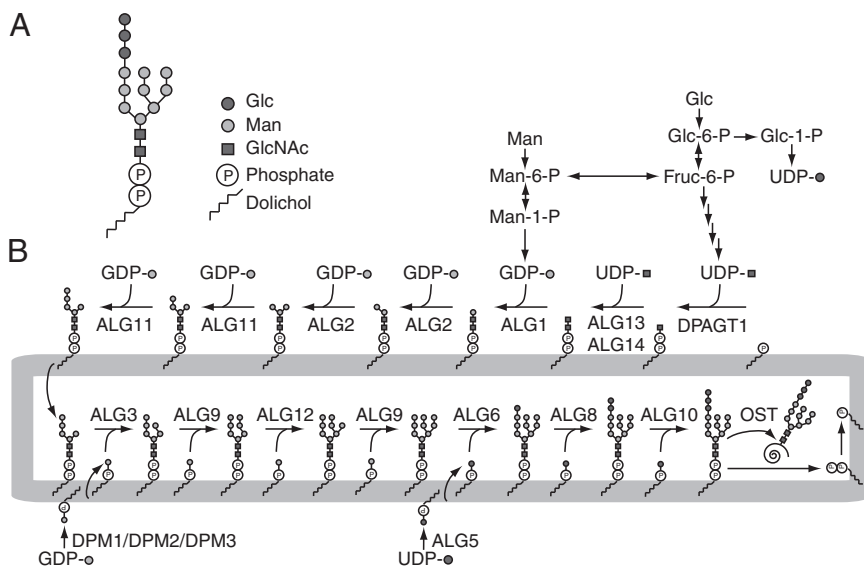 A
Glc
Man
GlcNAc
P Phosphate
P
P
Dolichol
Glc
Man Glc-6-P Glc-1-P
Man-6-P Fruc-6-P UDP-
Man-1-P
B
GDP- GDP- GDP- GDP- GDP- UDP- UDP-
ALG11 ALG11 ALG2 ALG2 ALG1 ALG13 DPAGT1
ALG14
P P P P P P P P
P P P P P P P
ALG3 ALG9 ALG12 ALG9 ALG6 ALG8 ALG10 OST
P P P P P P P P
P P P P P P P P P P P P P P P
P P
DPM1/DPM2/DPM3 ALG5
GDP- UDP-